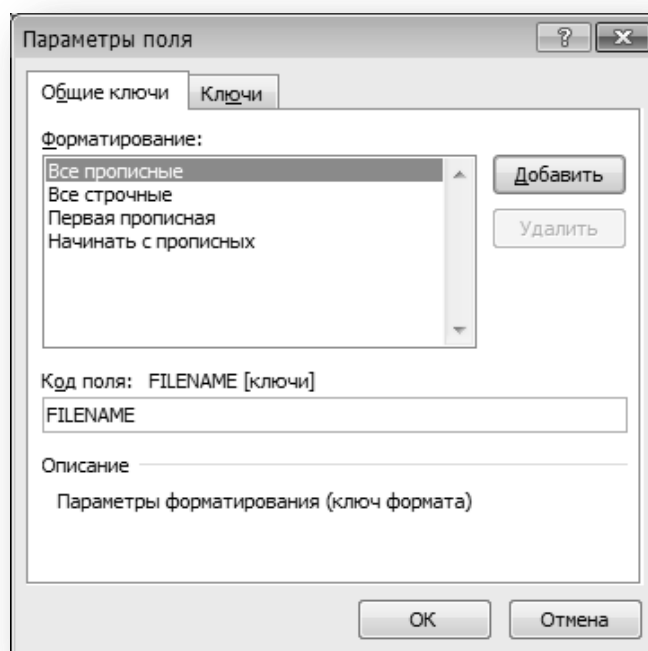 Параметры поля
Общие ключи Ключи
Форматирование:
Все прописные
Все строчные
Первая прописная
Начинать с прописных
Добавить
Удалить
Код поля: FILENAME [ключи]
FILENAME
Описание
Параметры форматирования (ключ формата)
ОК Отмена